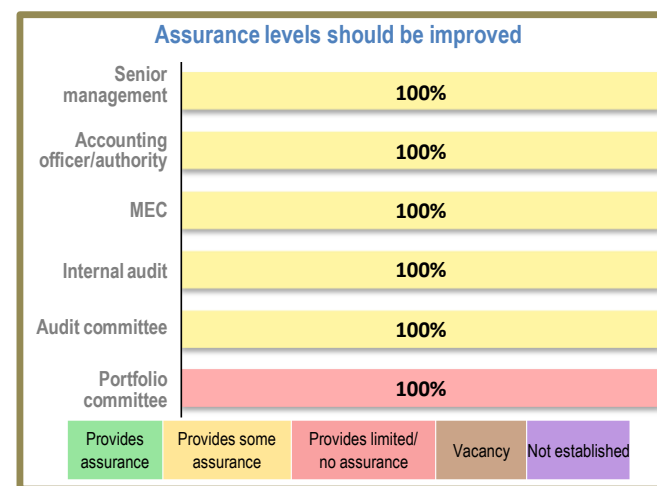 Assurance levels should be improved
Senior
management
100%
Accounting
officer/authority
100%
MEC
100%
Internal audit
100%
Audit committee
100%
Portfolio
committee
100%
Provides
assurance
Provides some
assurance
Provides limited/
no assurance
Vacancy
Not established